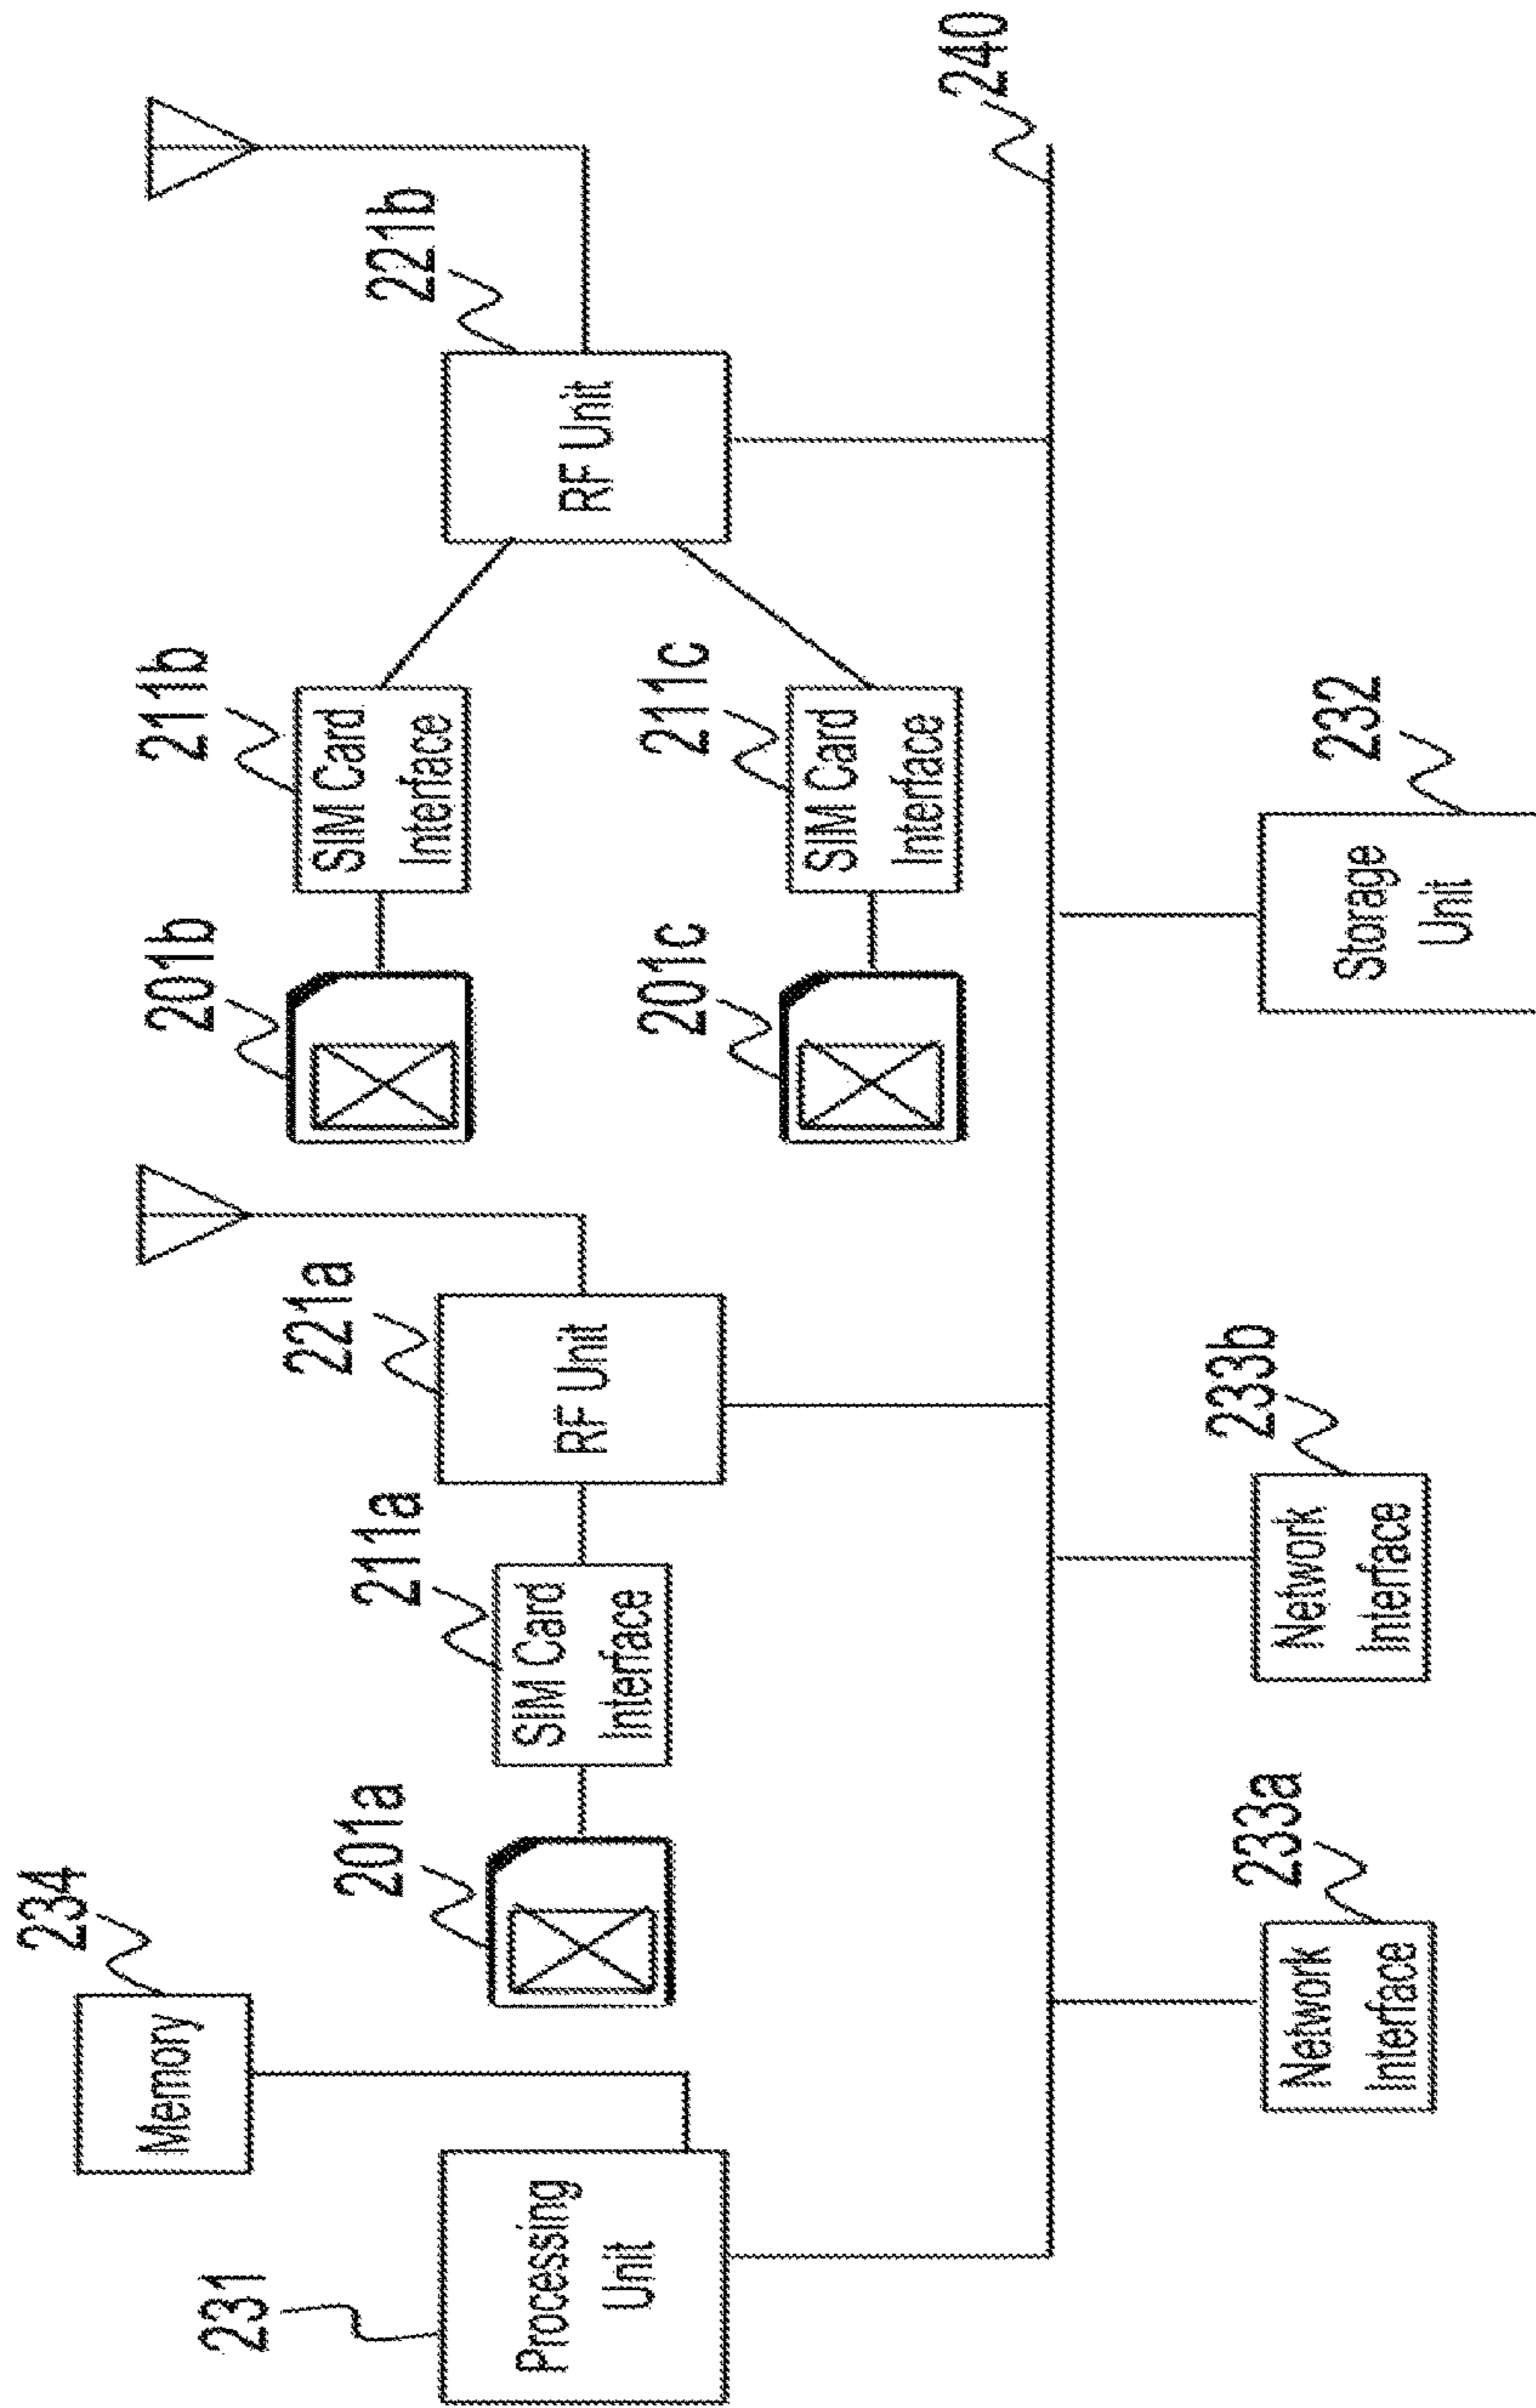 234
Memory
231
Processing
Unit
201a
211a
SIM Card
Interface
221a
RF Unit
201b
211b
SIM Card
Interface
201c
211c
SIM Card
Interface
221b
RF Unit
240
233a
Network
Interface
233b
Network
Interface
232
Storage
Unit